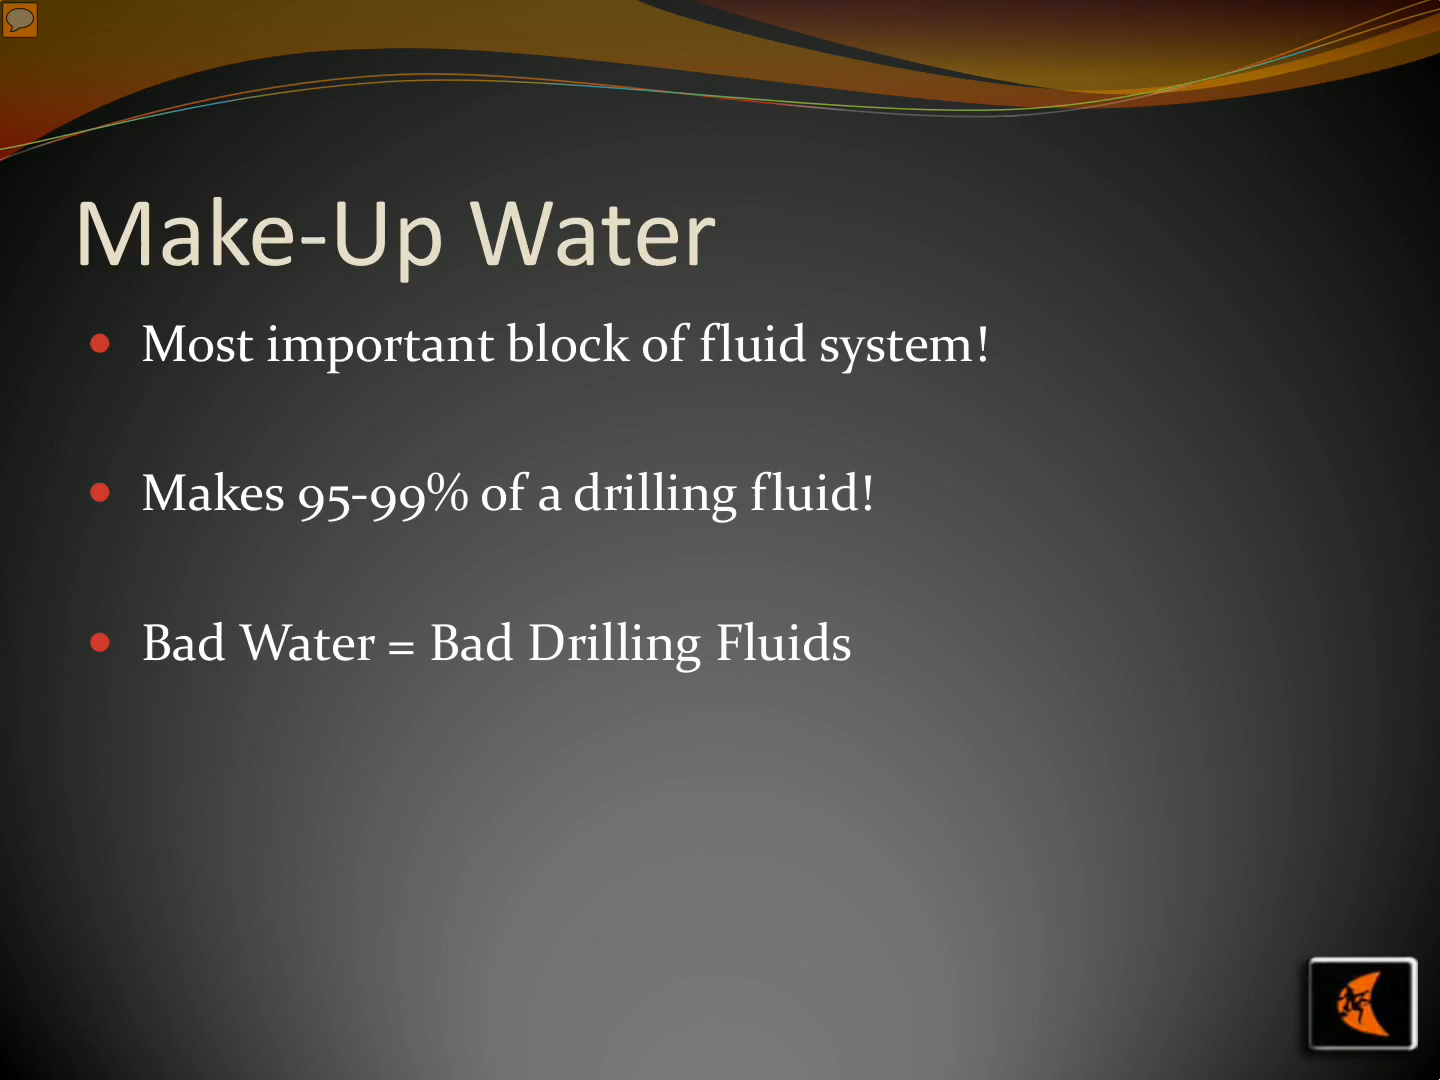 Make-Up Water
Most important block of fluid system!
Makes 95-99% of a drilling fluid!
Bad Water = Bad Drilling Fluids